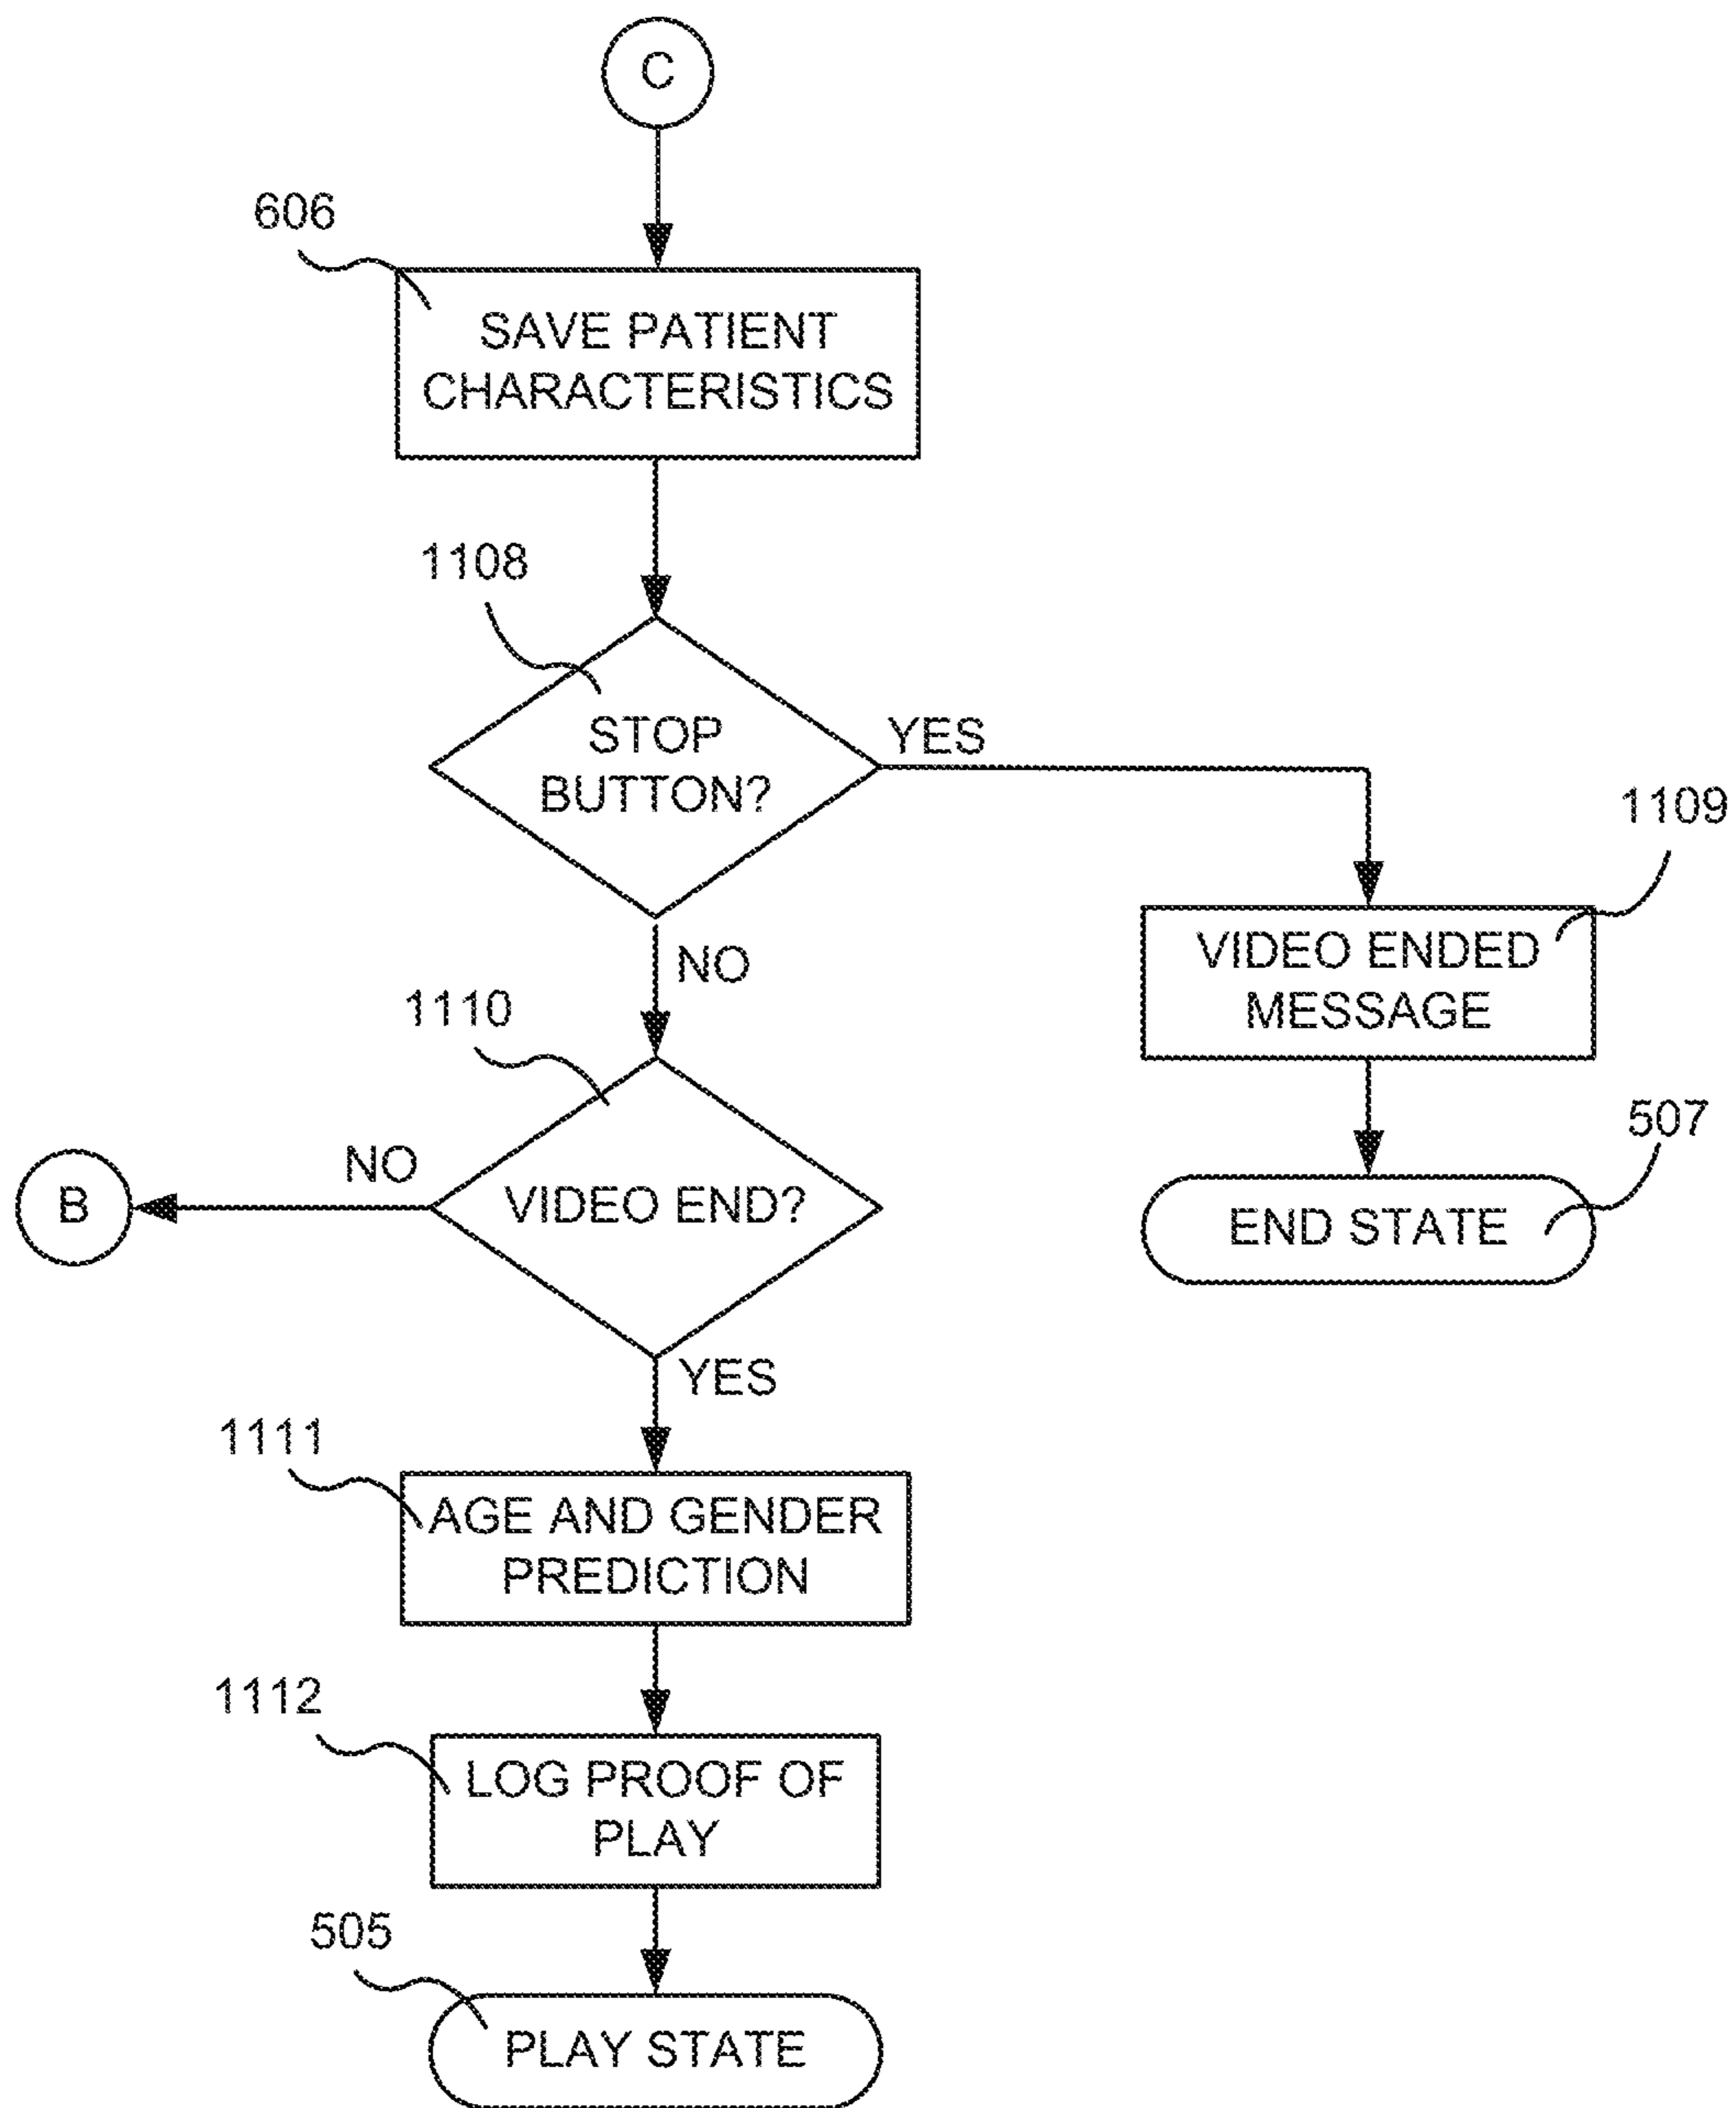 C
606
SAVE PATIENT
CHARACTERISTICS
1108
STOP
BUTTON?
YES
1109
VIDEO ENDED
MESSAGE
NO
1110
507
END STATE
NO
B
VIDEO END?
YES
1111
AGE AND GENDER
PREDICTION
1112
LOG PROOF OF
PLAY
505
PLAY STATE